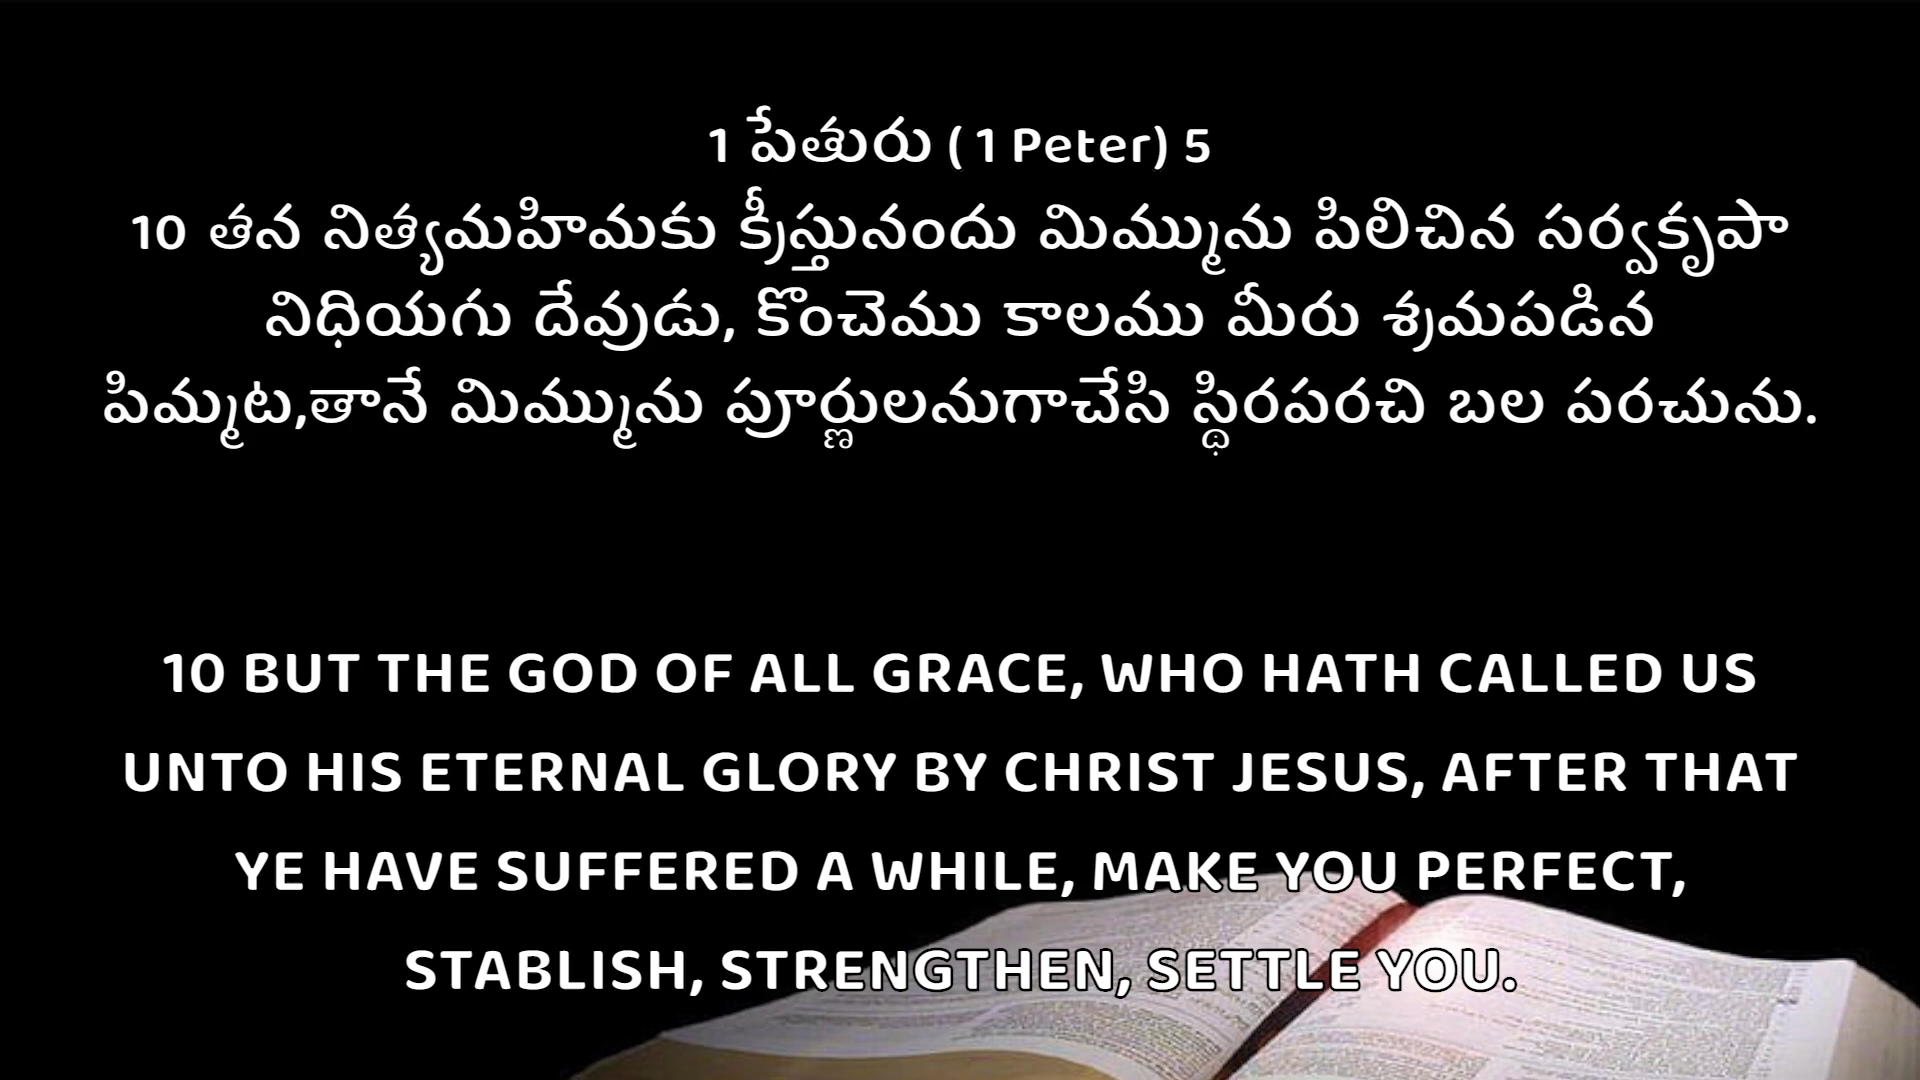 1 పేతురు ( 1 Peter) 5
10 తన నిత్యమహిమకు క్రీస్తునందు మిమ్మును పిలిచిన సర్వకృపా
నిధియగు దేవుడు, కొంచెము కాలము మీరు శ్రమపడిన
పిమ్మట,తానే మిమ్మును పూర్ణులనుగాచేసి స్థిరపరచి బల పరచును.
10 BUT THE GOD OF ALL GRACE, WHO HATH CALLED US
UNTO HIS ETERNAL GLORY BY CHRIST JESUS, AFTER THAT
YE HAVE SUFFERED A WHILE, MAKE YOU PERFECT,
STABLISH, STRENGTHEN, SETTLE YOU.